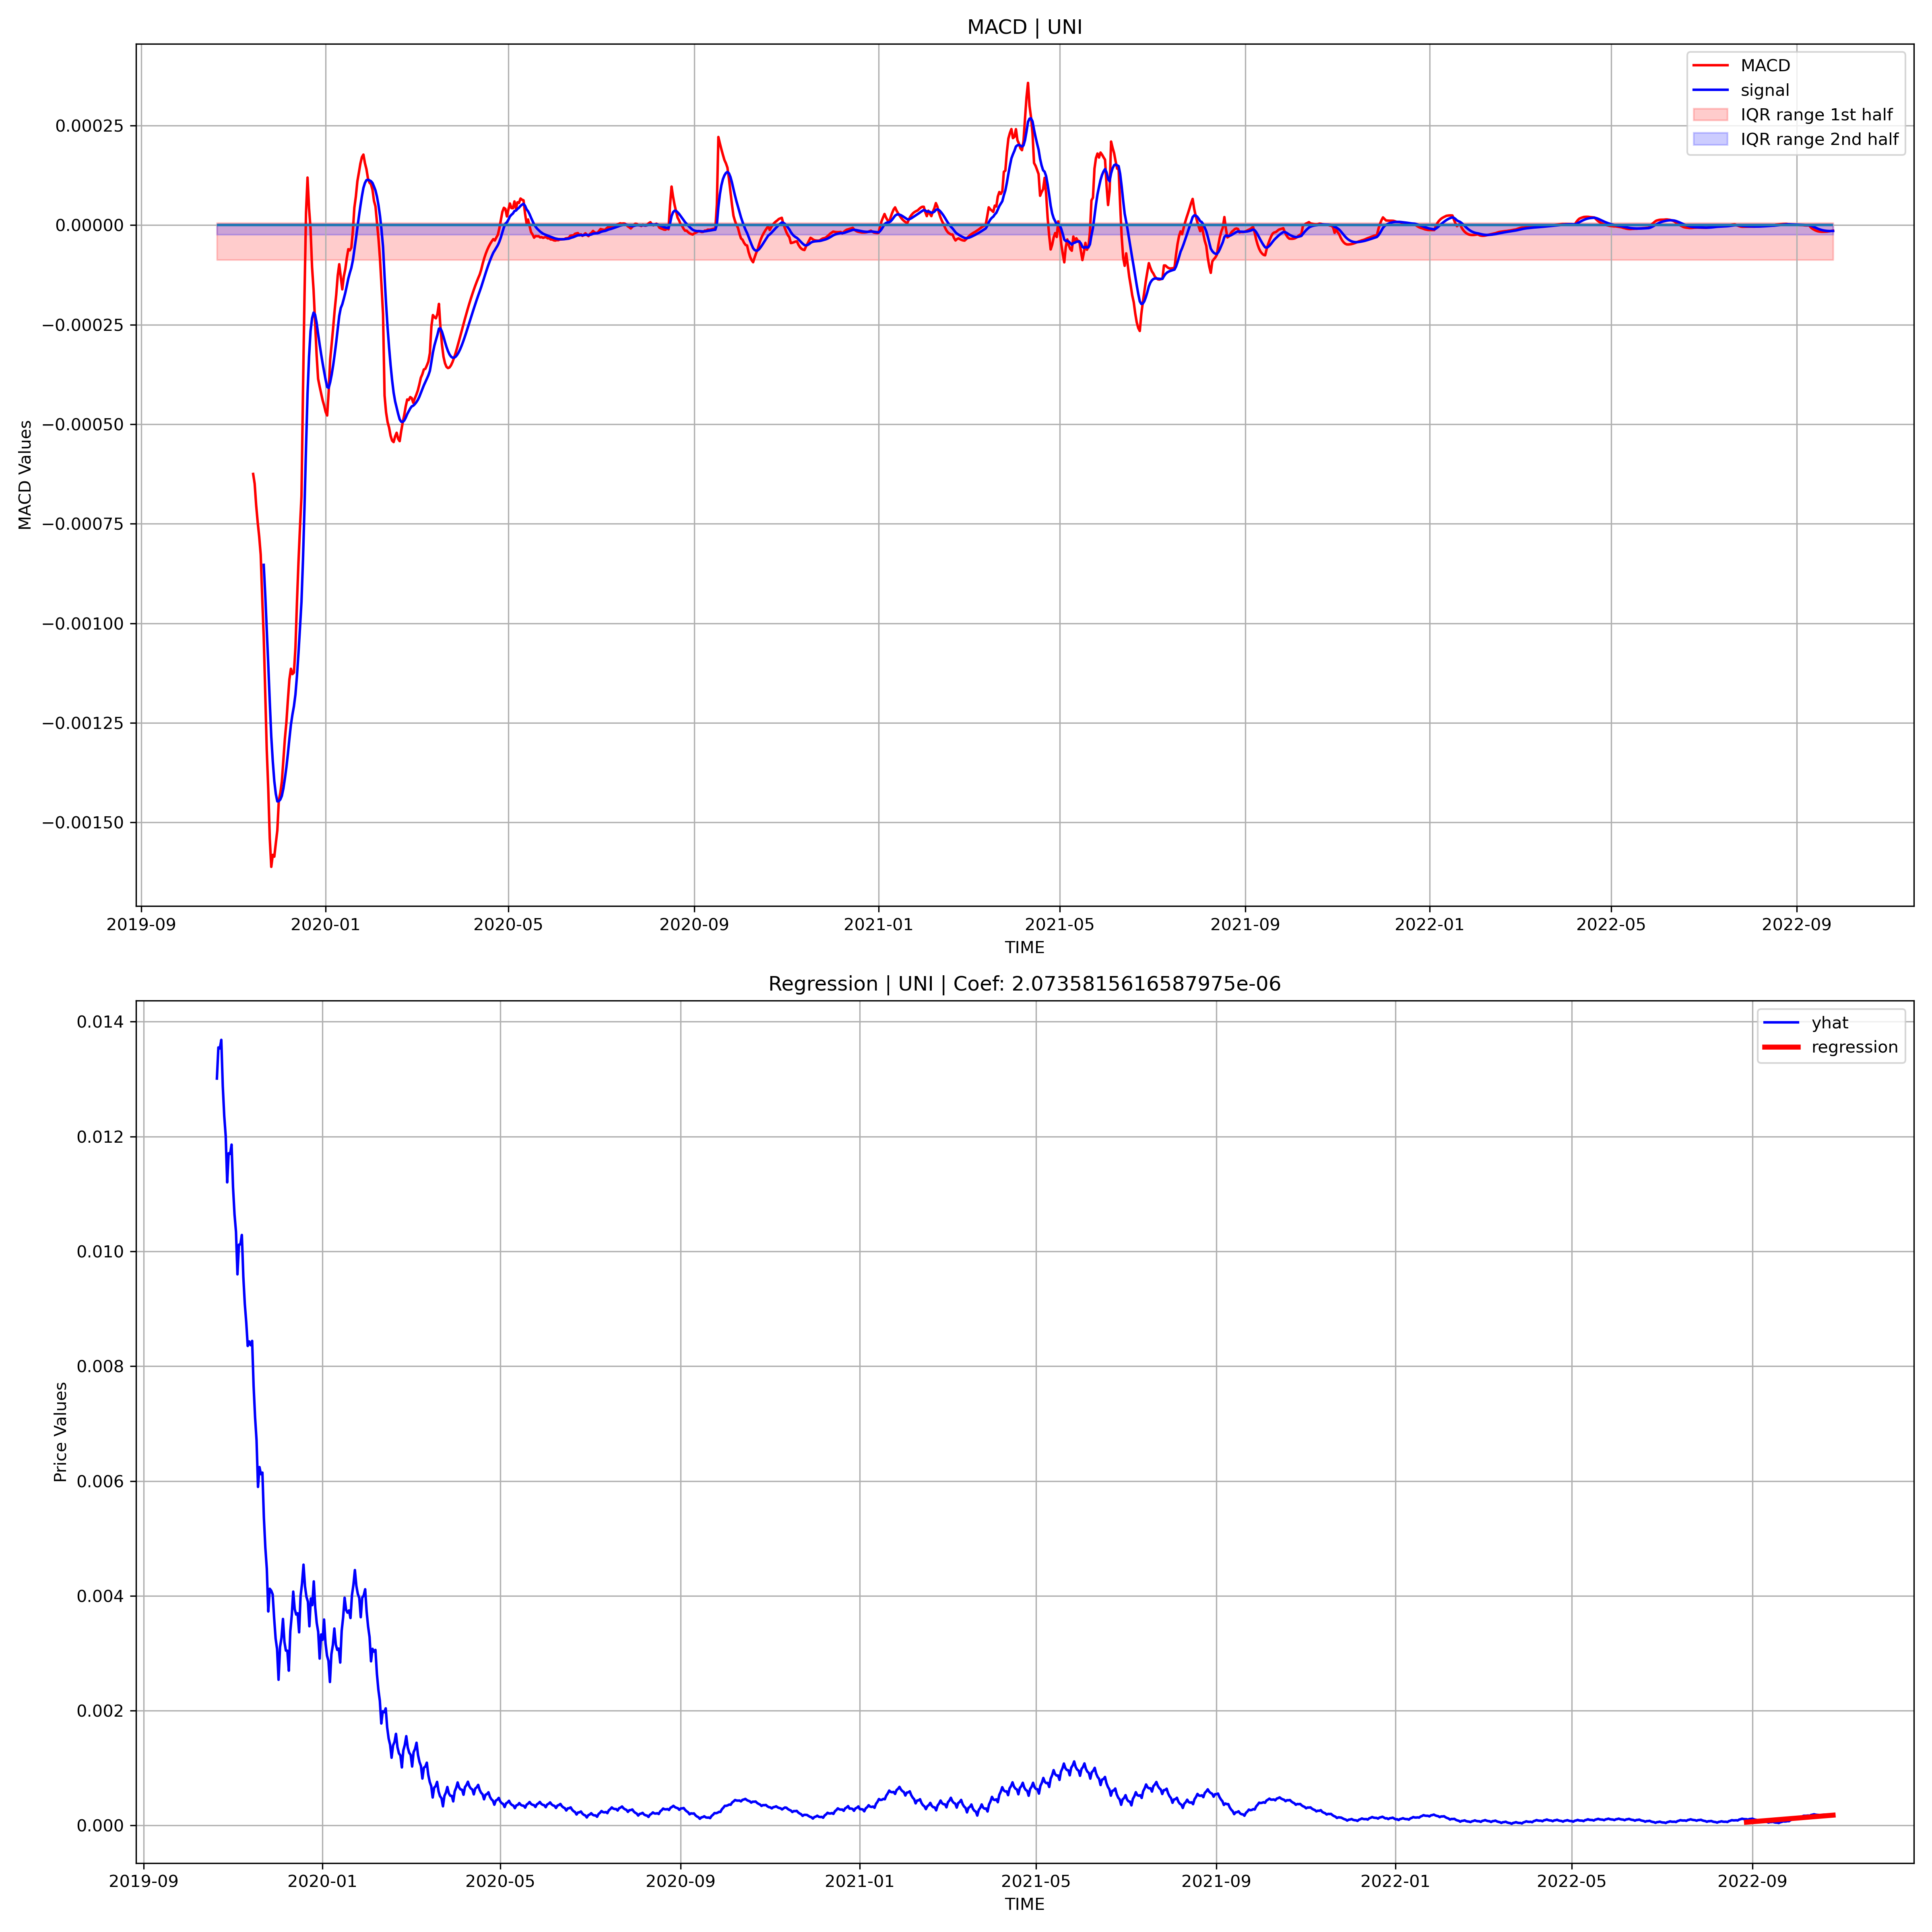 MACD | UNI
MACD
signal
IQR range 1st half
IQR range 2nd half
0.00025
0.00000
−0.00025
−0.00050
−0.00075
−0.00100
−0.00125
−0.00150
MACD Values
2019-09 2020-01 2020-05 2020-09 2021-01 2021-05 2021-09 2022-01 2022-05 2022-09
TIME
Regression | UNI | Coef: 2.0735815616587975e-06
yhat
regression
0.014
0.012
0.010
0.008
0.006
0.004
0.002
0.000
Price Values
2019-09 2020-01 2020-05 2020-09 2021-01 2021-05 2021-09 2022-01 2022-05 2022-09
TIME